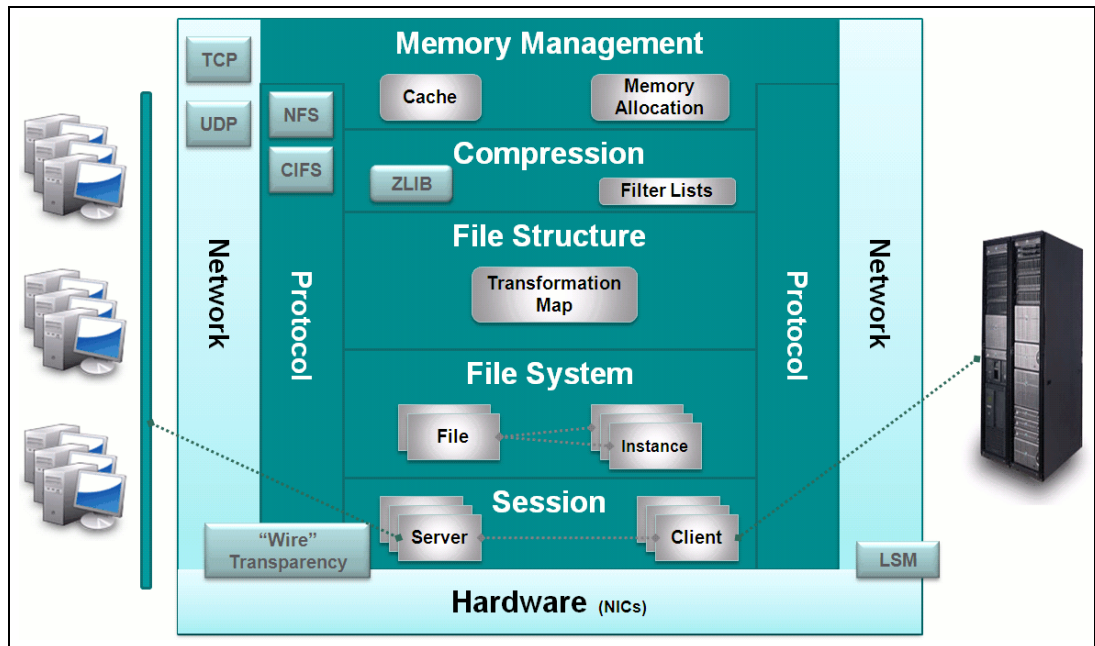 Memory Management
TCP
Cache
Memory
Allocation
UDP
NFS
Compression
CIFS
ZLIB
Filter Lists
File Structure
Network
Protocol
Transformation
Map
Protocol
Network
File System
File
Instance
Session
Server
Client
“Wire”
Transparency
LSM
Hardware (NICs)